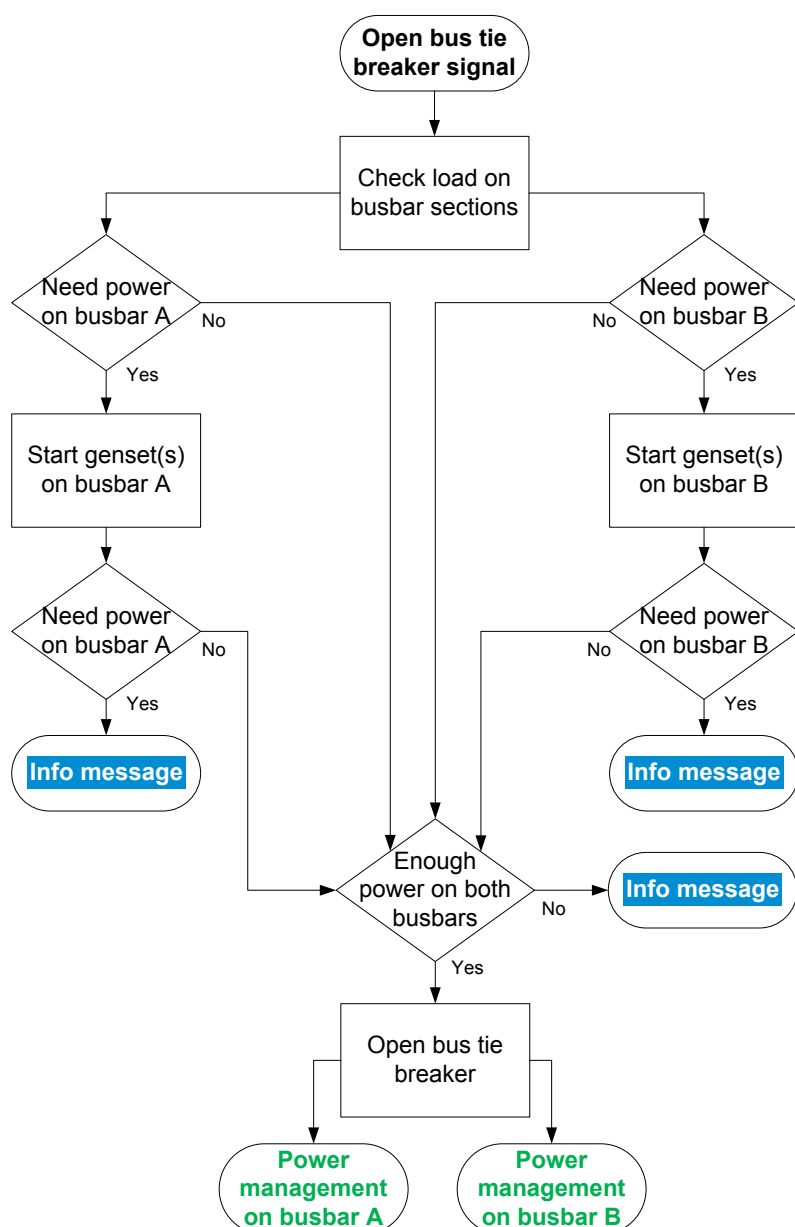 Open bus tie
breaker signal
Check load on
busbar sections
Need power
on busbar A
No
Yes
Need power
on busbar B
No
Yes
Start genset(s)
on busbar A
Start genset(s)
on busbar B
Need power
on busbar A
No
Yes
Need power
on busbar B
No
Yes
Info message
Info message
Enough
power on both
busbars
No
Yes
Info message
Open bus tie
breaker
Power
management
on busbar A
Power
management
on busbar B